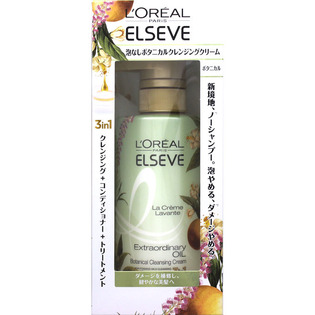 L'ORÉAL
PARIS
ELSEVE
泡なしボタニカルクレンジングクリーム
ボタニカル
新境地、ノーシャンプー。泡やめる、ダメージやめる。
3in1
クレンジング+コンディショナー+トリートメント
L'ORÉAL
PARIS
ELSEVE
La Crème
Lavante
Extraordinary
OIL
Botanical Cleansing Cream
ダメージを補修し、
健やかな美髪へ